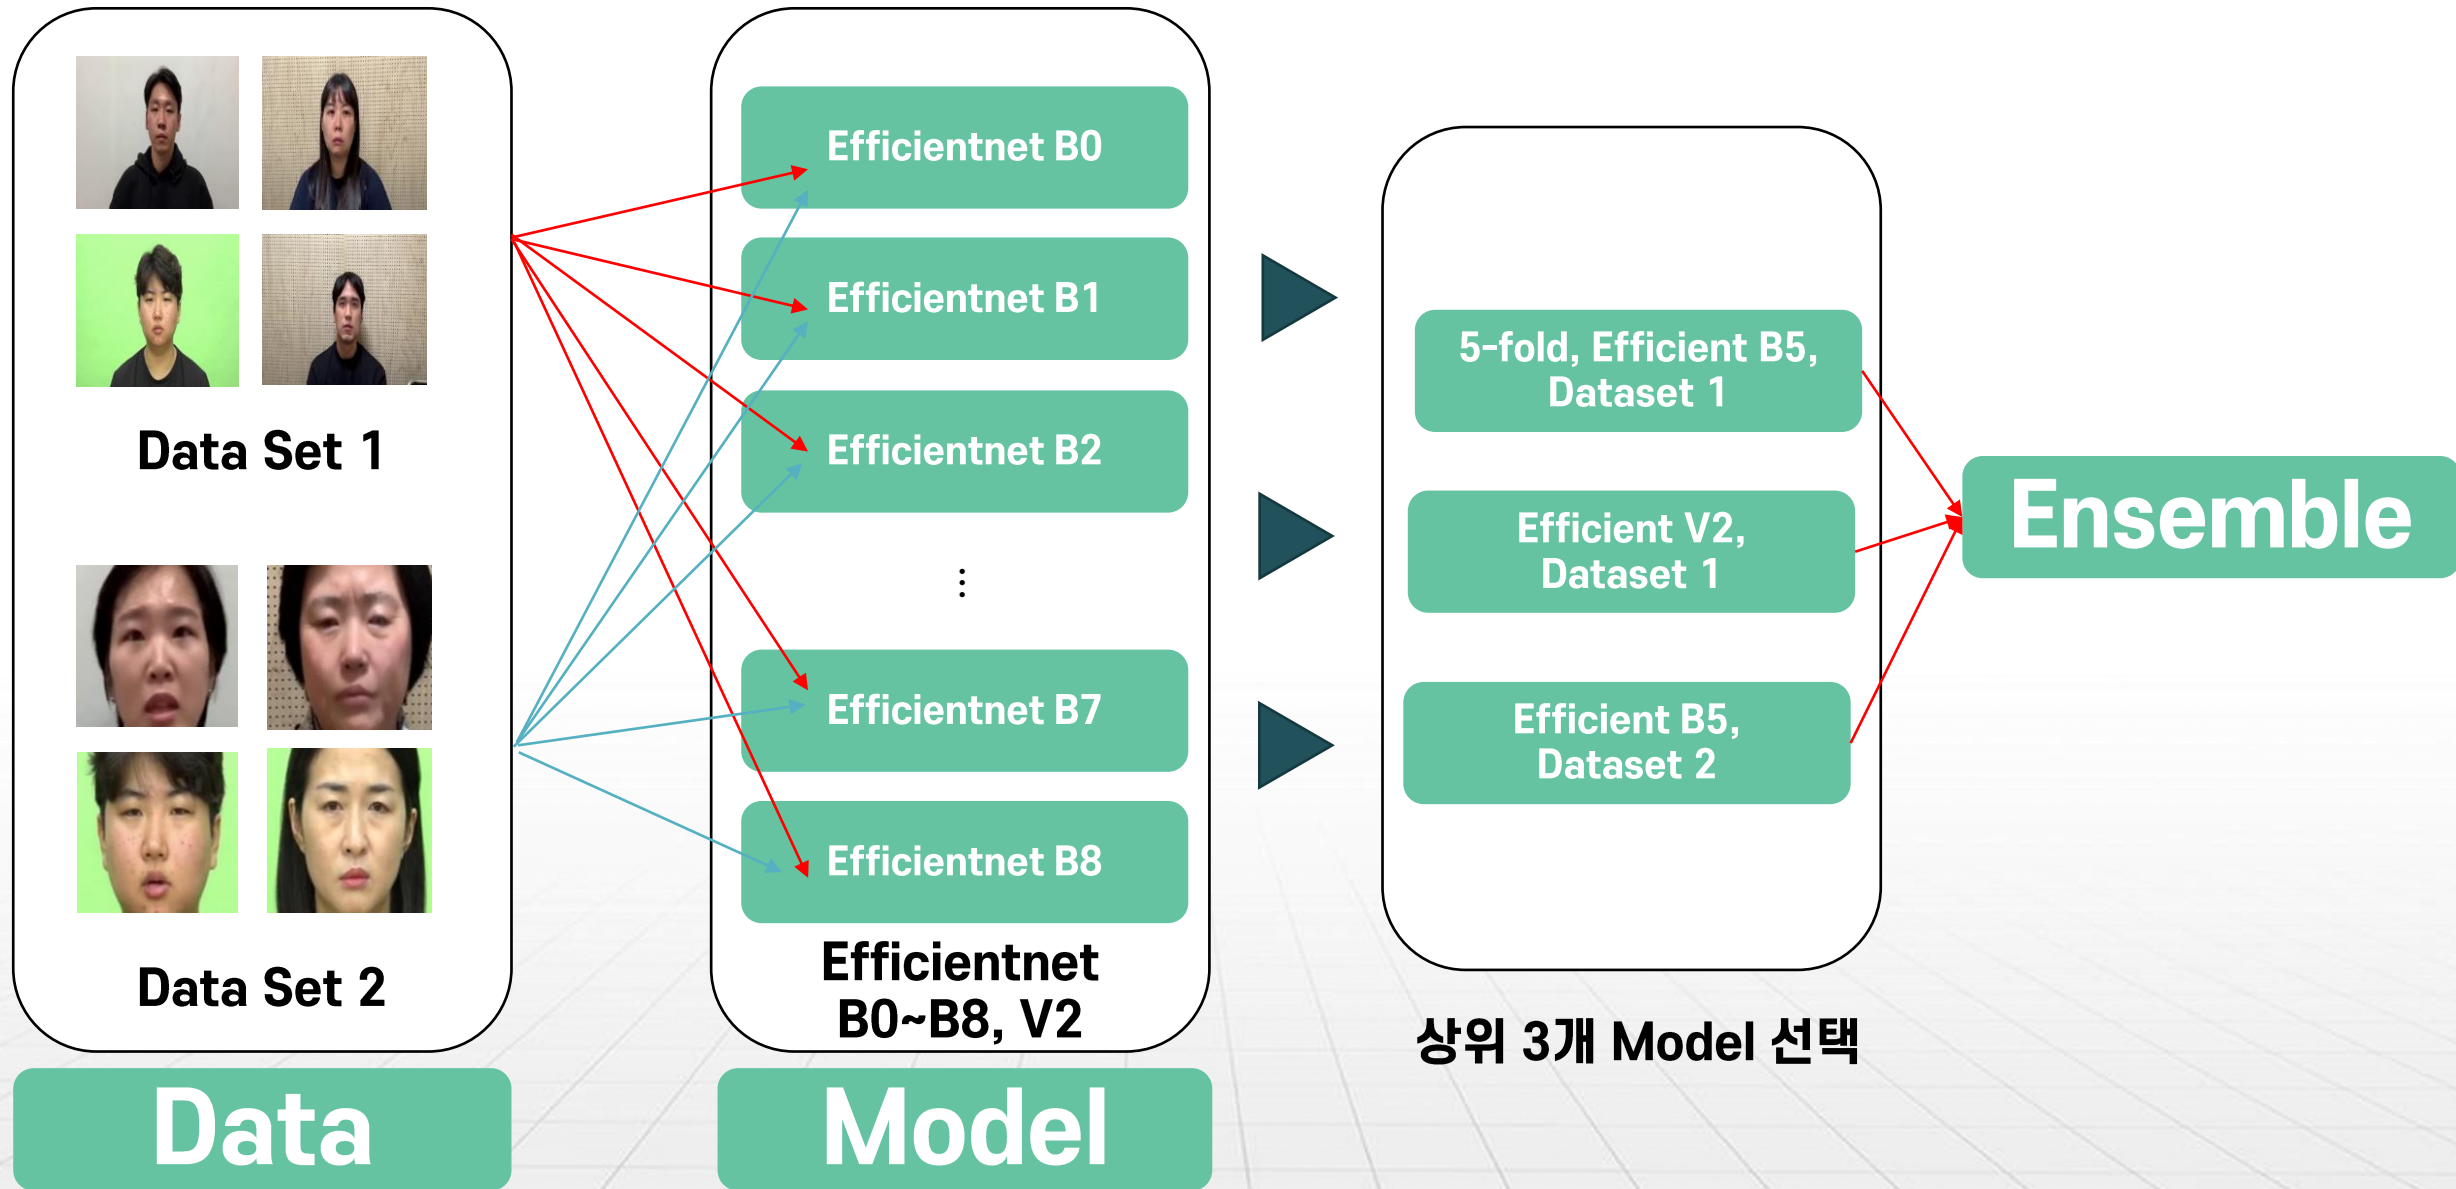 Data Set 1
Data Set 2
Data
Efficientnet B0
Efficientnet B1
Efficientnet B2
⋮
Efficientnet B7
Efficientnet B8
Efficientnet
B0~B8, V2
Model
5-fold, Efficient B5,
Dataset 1
Efficient V2,
Dataset 1
Efficient B5,
Dataset 2
상위 3개 Model 선택
Ensemble